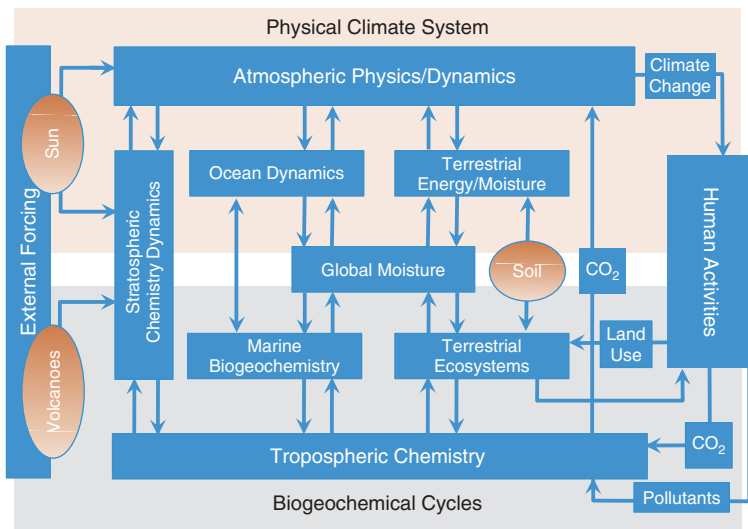 Physical Climate System
Atmospheric Physics/Dynamics
Climate
Change
Sun
External Forcing
Stratospheric
Chemistry Dynamics
Ocean Dynamics
Terrestrial
Energy/Moisture
Human Activities
Global Moisture
Soil
CO2
Volcanoes
Marine
Biogeochemistry
Terrestrial
Ecosystems
Land
Use
Tropospheric Chemistry
CO2
Biogeochemical Cycles
Pollutants